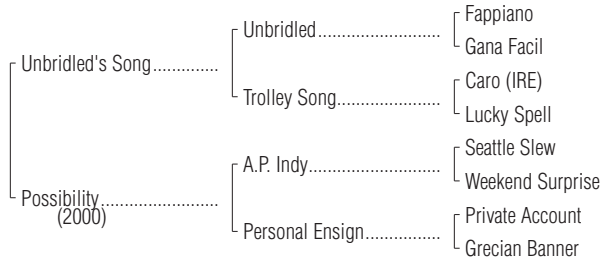 Fappiano
Unbridled........................
Gana Facil
Unbridled's Song.............
Caro (IRE)
Trolley Song.....................
Lucky Spell
Seattle Slew
A.P. Indy..........................
Weekend Surprise
Possibility.......................
(2000)
Private Account
Personal Ensign...............
Grecian Banner